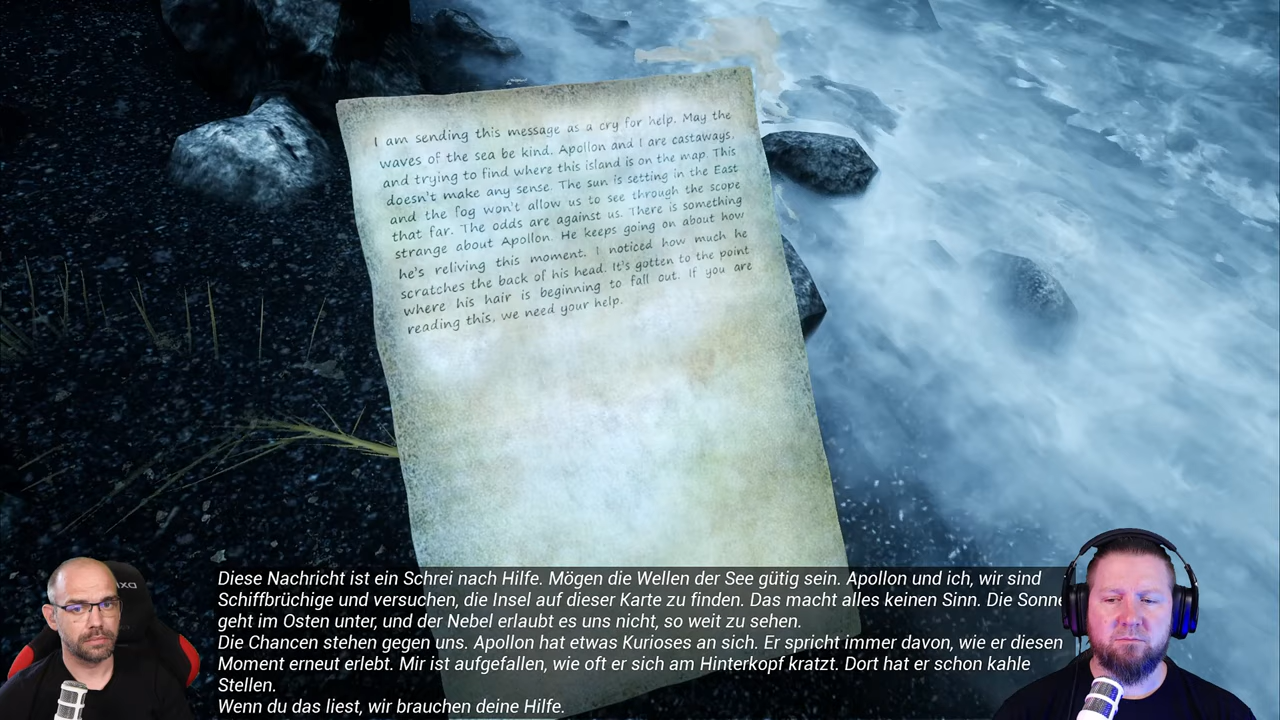 I am sending this message as a cry for help. May the
waves of the sea be kind. Apollon and I are castaways.
and trying to find where this island is on the map. This
doesn't make any sense. The sun is setting in the East
and the fog won't allow us to see through the scope
that far. The odds are against us. There is something
strange about Apollon. He keeps going on about how
he's reliving this moment. I noticed how much he
scratches the back of his head. It's gotten to the point
where his hair is beginning to fall out. If you are
reading this, we need your help.
Diese Nachricht ist ein Schrei nach Hilfe. Mögen die Wellen der See gütig sein. Apollon und ich, wir sind
Schiffbrüchige und versuchen, die Insel auf dieser Karte zu finden. Das macht alles keinen Sinn. Die Sonne
geht im Osten unter, und der Nebel erlaubt es uns nicht, so weit zu sehen.
Die Chancen stehen gegen uns. Apollon hat etwas Kurioses an sich. Er spricht immer davon, wie er diesen
Moment erneut erlebt. Mir ist aufgefallen, wie oft er sich am Hinterkopf kratzt. Dort hat er schon kahle
Stellen.
Wenn du das liest, wir brauchen deine Hilfe.